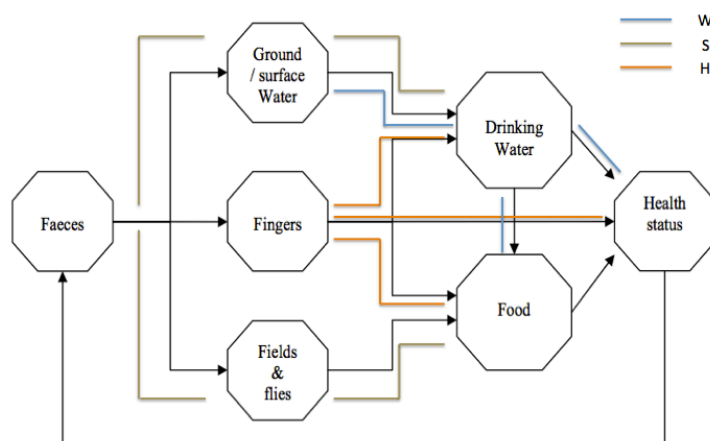 Ground
/ surface
Water
W
S
H
Drinking
Water
Faeces
Fingers
Health
status
Food
Fields
&
flies